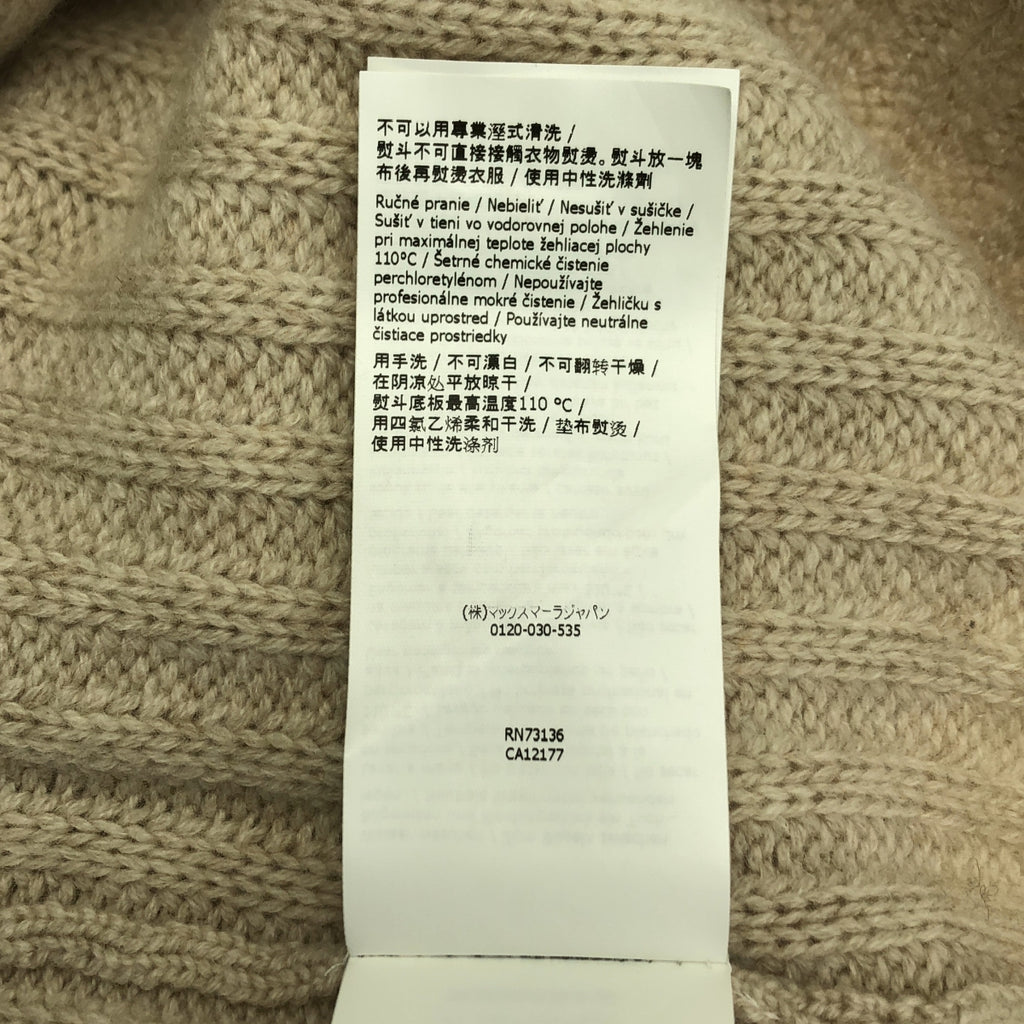 不可以用專業溼式清洗 /
熨斗不可直接接觸衣物熨燙。熨斗放一塊
布後再熨燙衣服 / 使用中性洗滌劑
Ručné pranie / Nebieliť / Nesušiť v sušičke /
Sušiť v tieni vo vodorovnej polohe / Žehlenie
pri maximálnej teplote žehliacej plochy
110°C / Šetrné chemické čistenie
perchloretylénom / Nepoužívajte
profesionálne mokré čistenie / Žehličku s
látkou uprostred / Používajte neutrálne
čistiace prostriedky
用手洗 / 不可漂白 / 不可翻转干燥 /
在阴凉处平放晾干 /
熨斗底板最高温度110 °C /
用四氯乙烯柔和干洗 / 垫布熨烫 /
使用中性洗涤剂
(株)マックスマーラジャパン
0120-030-535
RN73136
CA12177